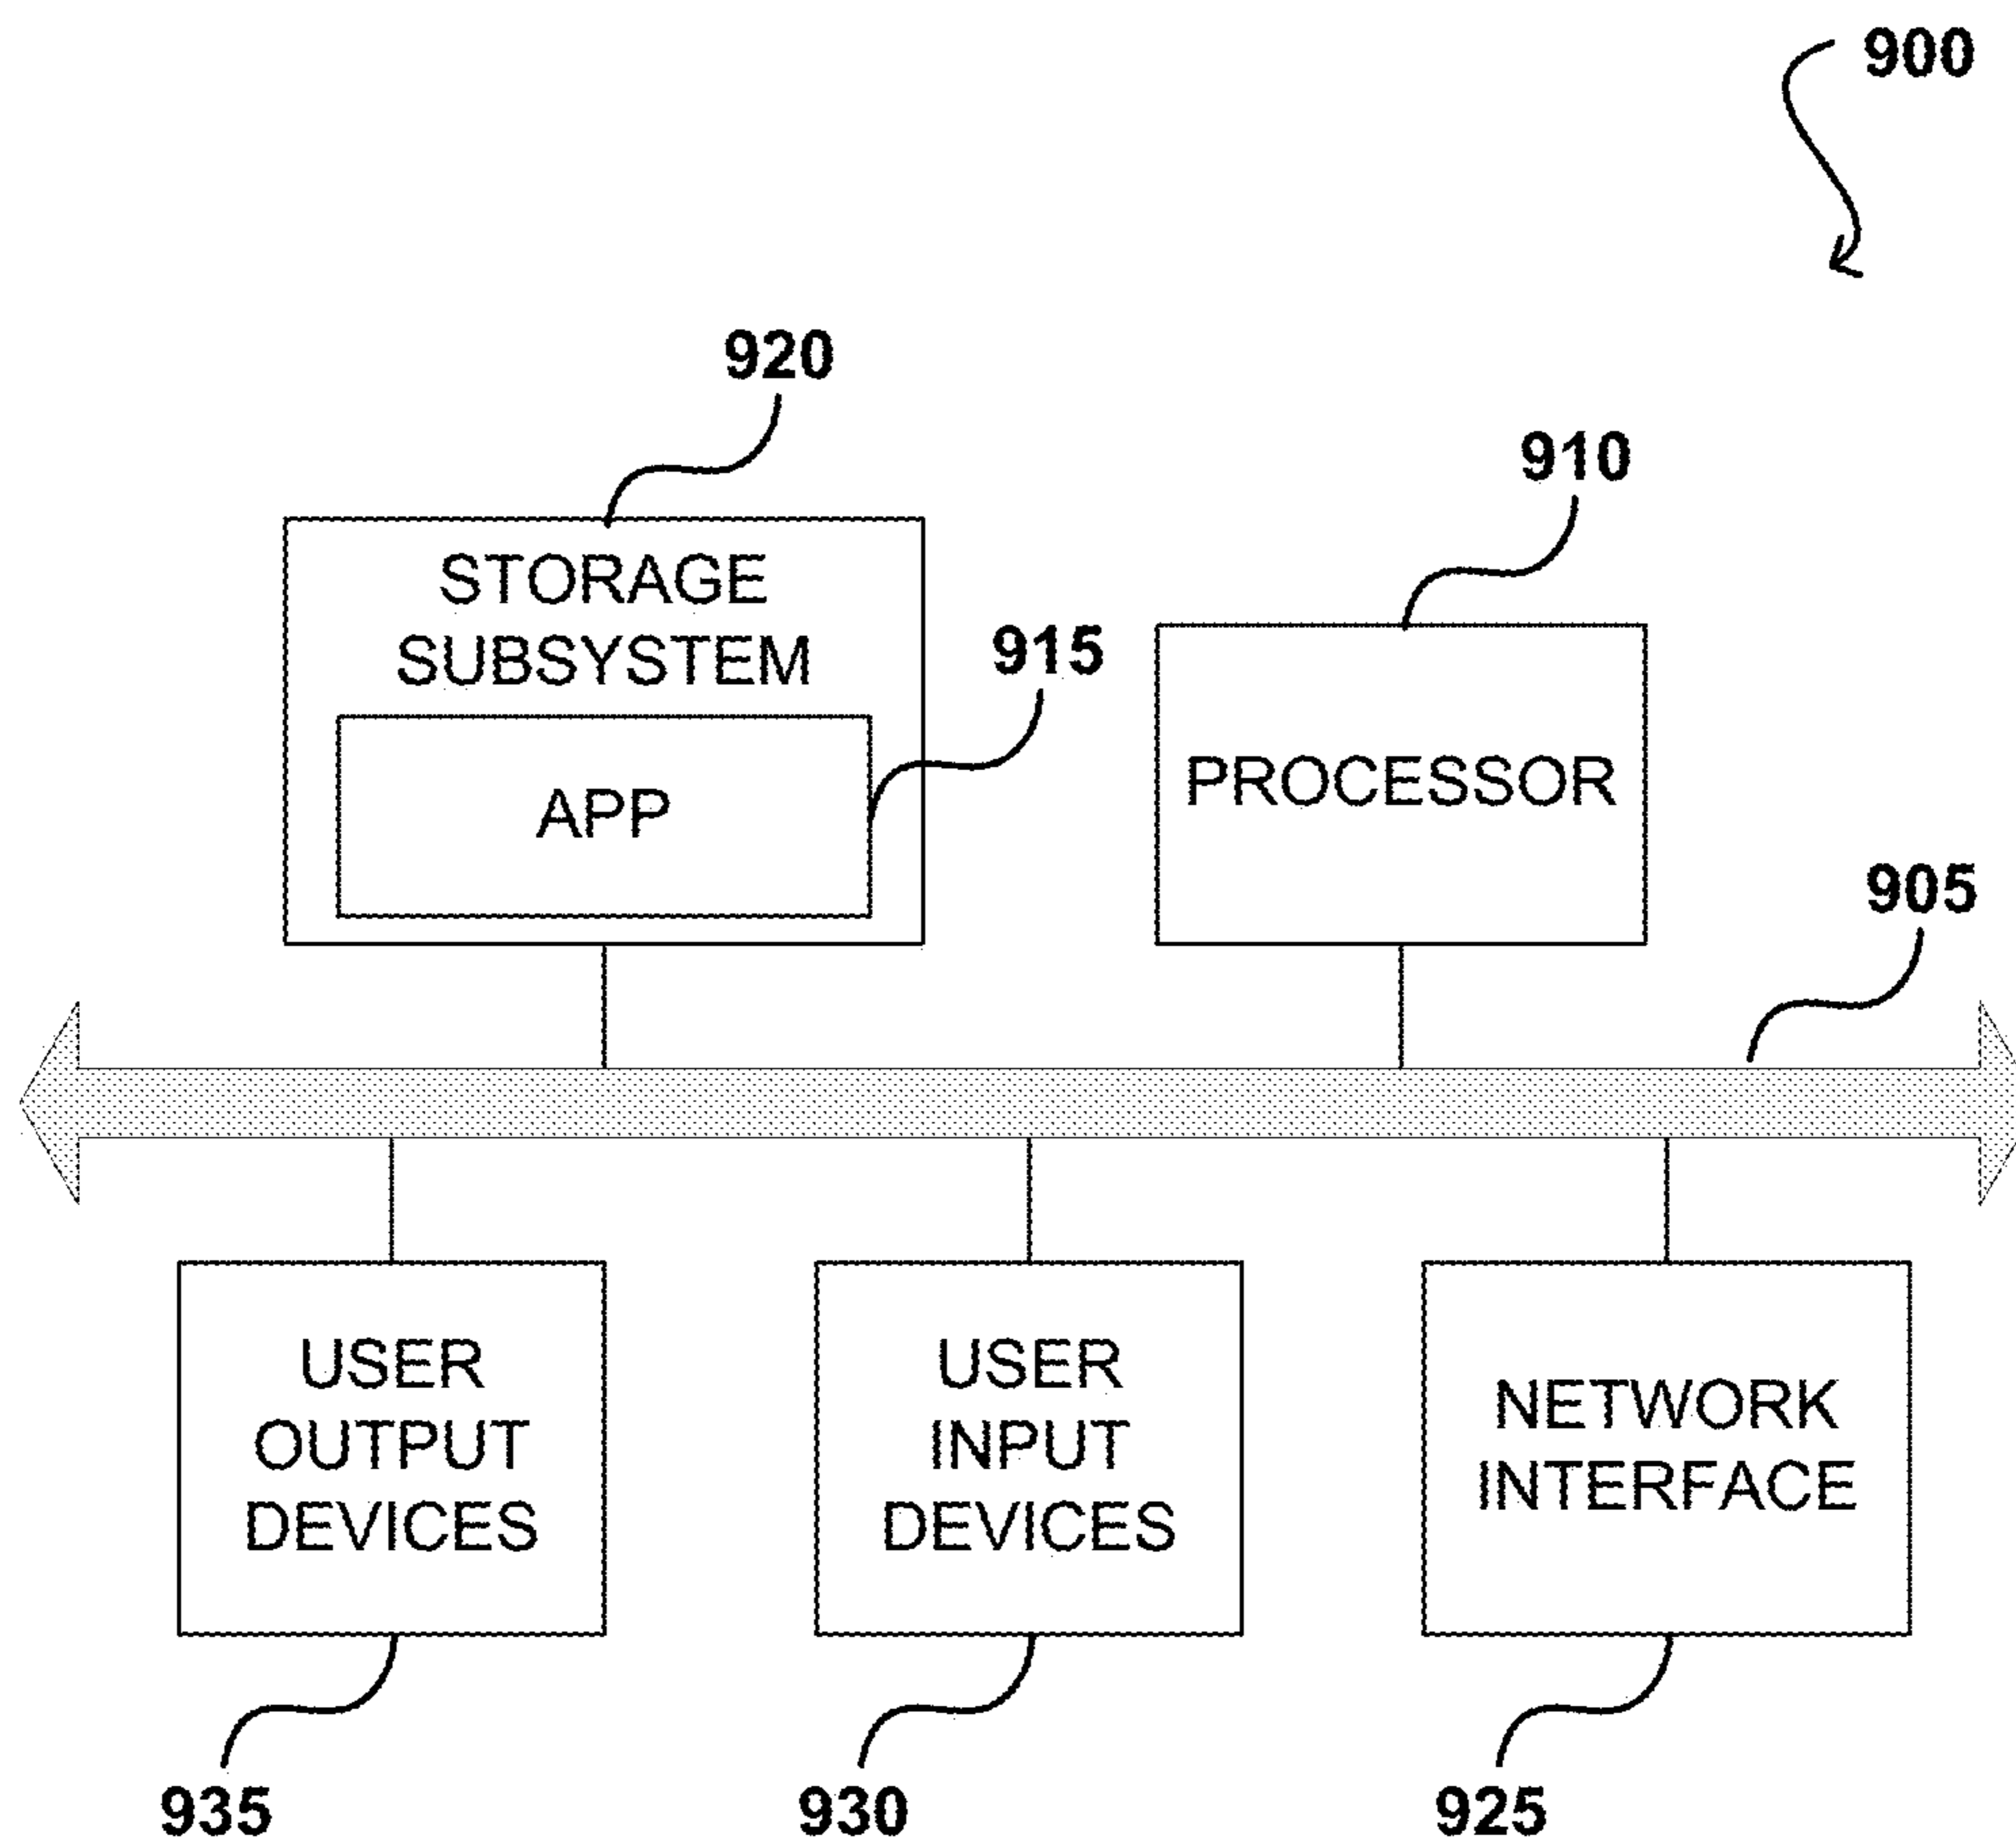 900
920
910
STORAGE
SUBSYSTEM
915
PROCESSOR
APP
905
USER
OUTPUT
DEVICES
USER
INPUT
DEVICES
NETWORK
INTERFACE
935
930
925